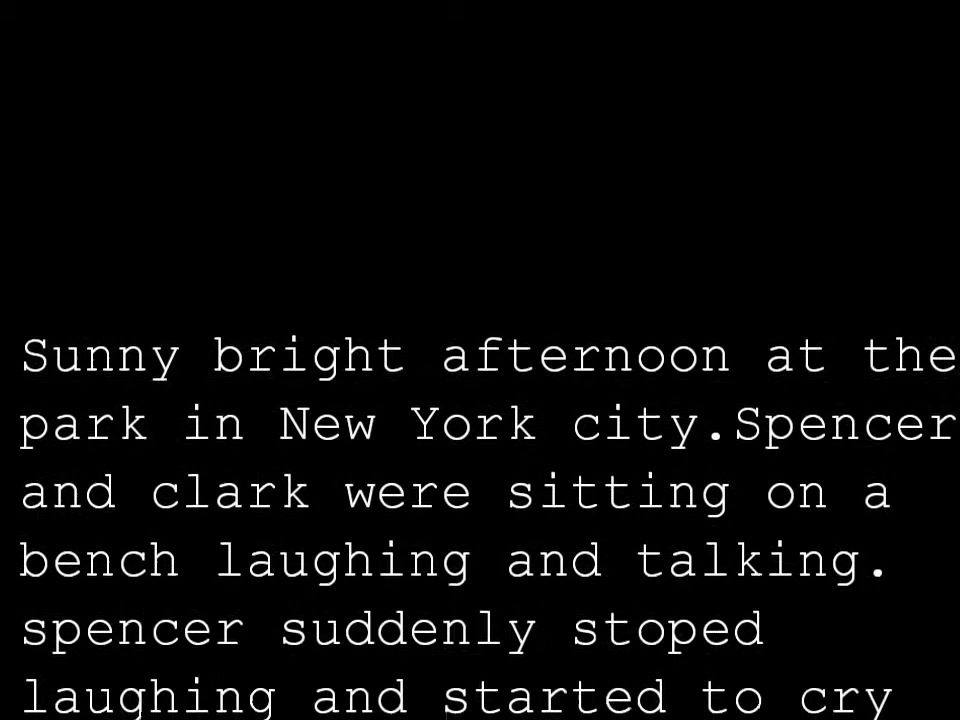 Sunny bright afternoon at the
park in New York city.Spencer
and clark were sitting on a
bench laughing and talking.
spencer suddenly stoped
laughing and started to cry